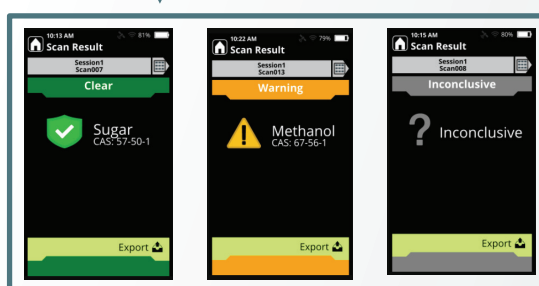 10:13 AM 81%
Scan Result
Session1
Scan007
Clear
Sugar
CAS: 57-50-1
Export
10:22 AM 79%
Scan Result
Session1
Scan013
Warning
Methanol
CAS: 67-56-1
Export
10:15 AM 80%
Scan Result
Session1
Scan008
Inconclusive
? Inconclusive
Export